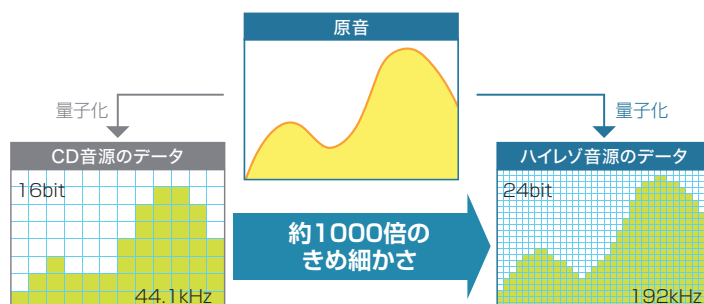 原音
量子化
量子化
CD音源のデータ
ハイレゾ音源のデータ
16bit
24bit
約1000倍の
きめ細かさ
44.1kHz
192kHz